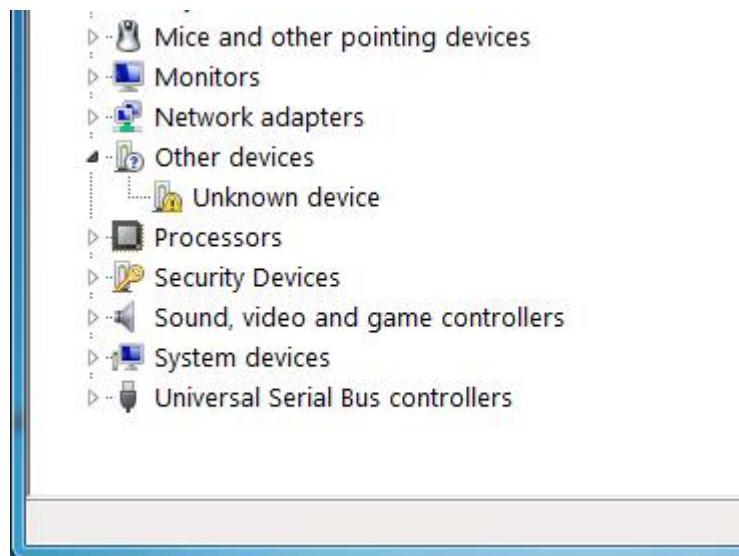 Mice and other pointing devices
Monitors
Network adapters
Other devices
Unknown device
Processors
Security Devices
Sound, video and game controllers
System devices
Universal Serial Bus controllers